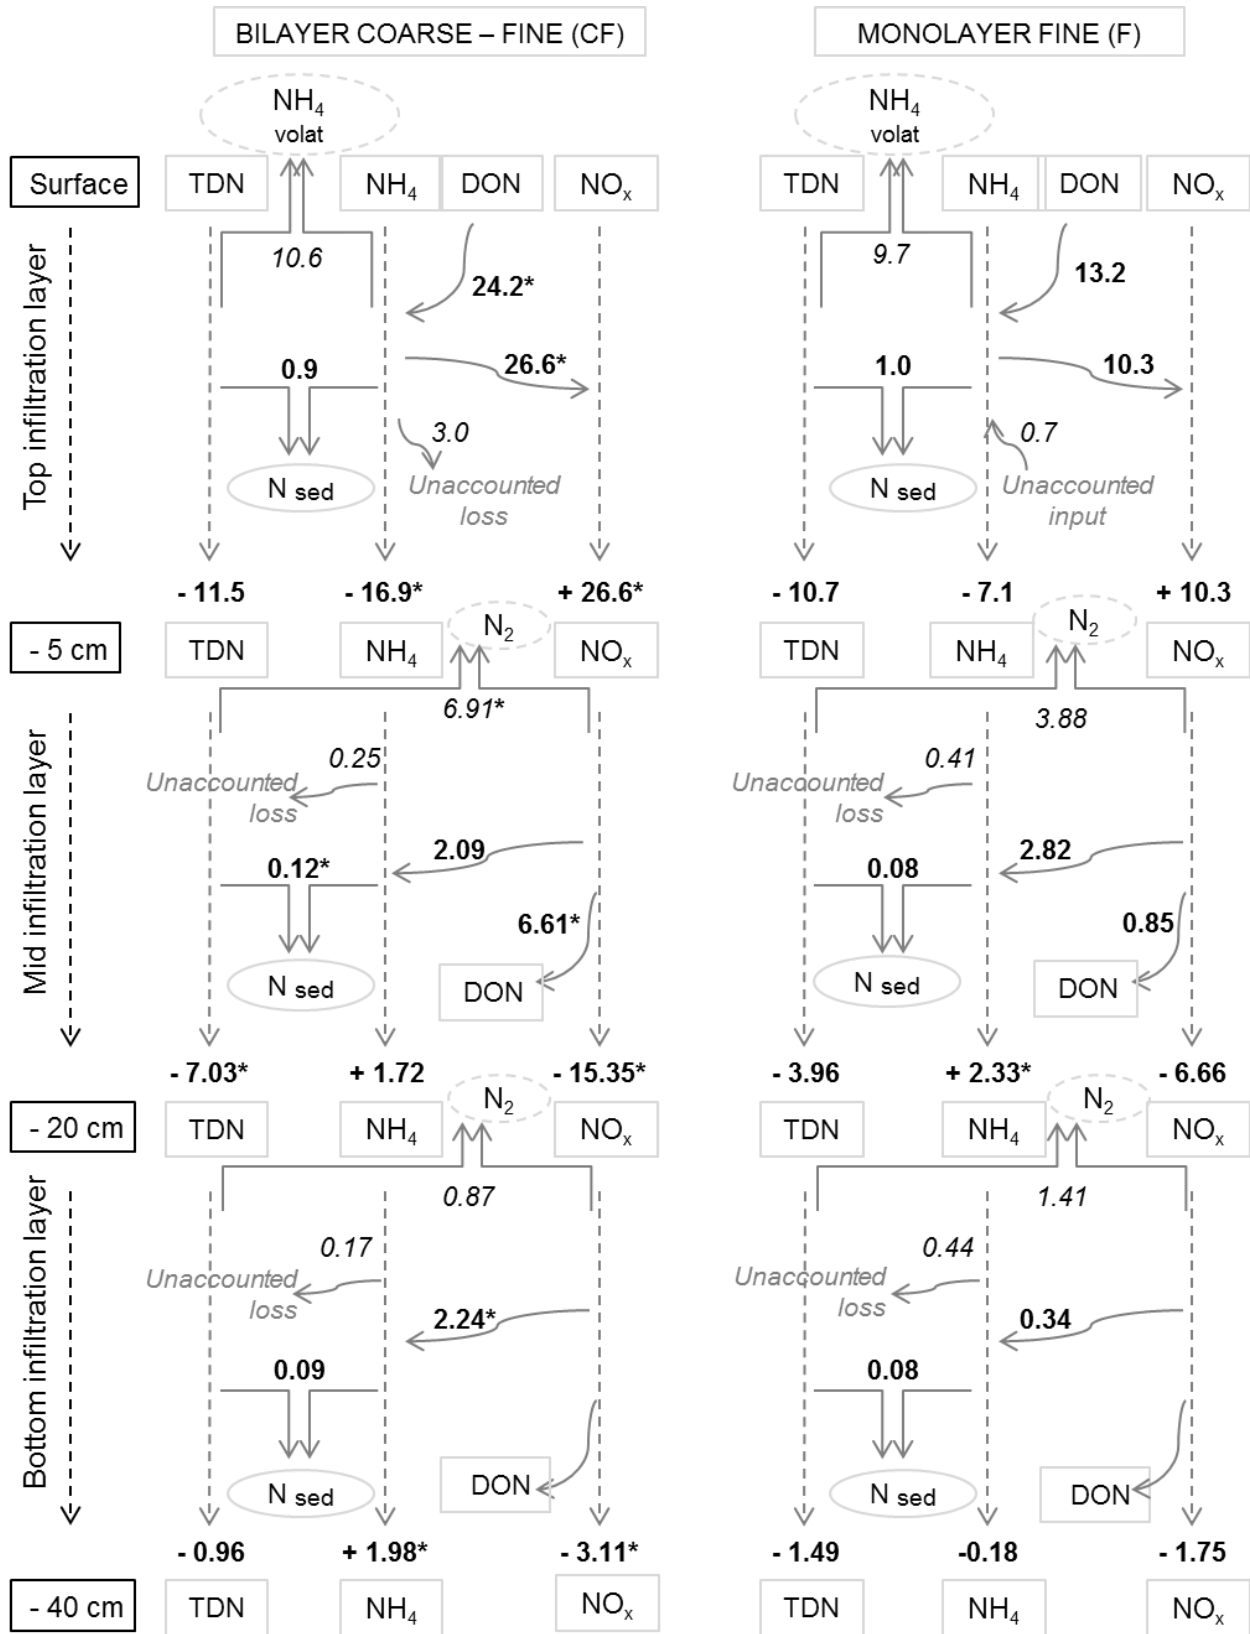 BILAYER COARSE – FINE (CF)
MONOLAYER FINE (F)
NH4
volat
NH4
volat
Surface
TDN
NH4
DON
NOx
TDN
NH4
DON
NOx
Top infiltration layer
10.6
24.2*
0.9
26.6*
3.0
N sed
Unaccounted
loss
9.7
13.2
1.0
10.3
0.7
N sed
Unaccounted
input
- 11.5
- 16.9*
+ 26.6*
- 10.7
- 7.1
+ 10.3
- 5 cm
TDN
NH4
N2
NOx
TDN
NH4
N2
NOx
Mid infiltration layer
6.91*
0.25
Unaccounted
loss
2.09
0.12*
6.61*
N sed
DON
3.88
0.41
Unaccounted
loss
2.82
0.08
0.85
N sed
DON
- 7.03*
+ 1.72
- 15.35*
- 3.96
+ 2.33*
- 6.66
- 20 cm
TDN
NH4
N2
NOx
TDN
NH4
N2
NOx
Bottom infiltration layer
0.87
0.17
Unaccounted
loss
2.24*
0.09
N sed
DON
1.41
0.44
Unaccounted
loss
0.34
0.08
N sed
DON
- 0.96
+ 1.98*
- 3.11*
- 1.49
-0.18
- 1.75
- 40 cm
TDN
NH4
NOx
TDN
NH4
NOx